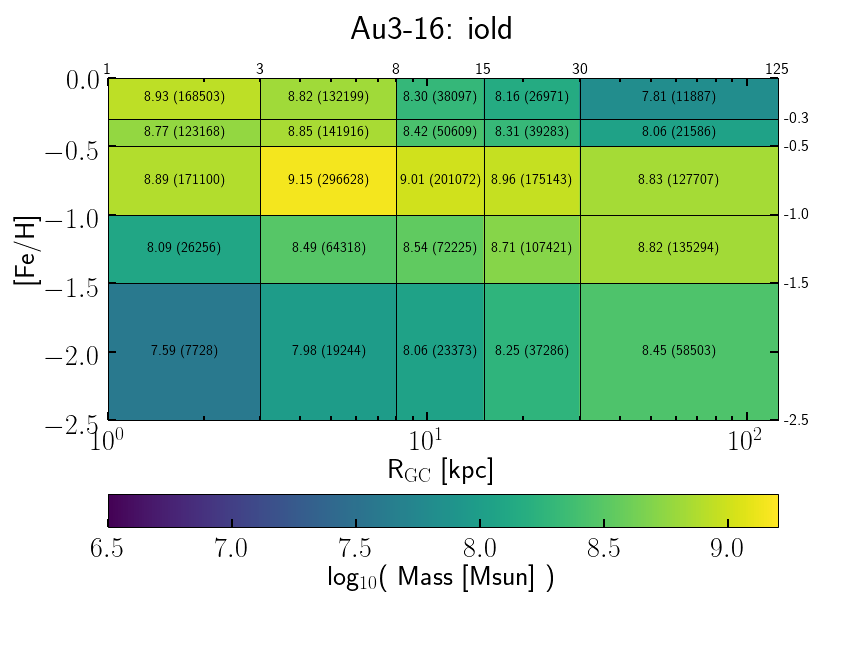 Au3-16: iold
1 3 8 15 30 125
0.0
8.93 (168503) 8.82 (132199) 8.30 (38097) 8.16 (26971) 7.81 (11887)
-0.3
8.77 (123168) 8.85 (141916) 8.42 (50609) 8.31 (39283) 8.06 (21586)
−0.5 -0.5
8.89 (171100) 9.15 (296628) 9.01 (201072) 8.96 (175143) 8.83 (127707)
−1.0 -1.0
8.09 (26256) 8.49 (64318) 8.54 (72225) 8.71 (107421) 8.82 (135294)
−1.5 -1.5
7.59 (7728) 7.98 (19244) 8.06 (23373) 8.25 (37286) 8.45 (58503)
−2.0
−2.5 -2.5
[Fe/H]
10⁰ 10¹ 10²
R_GC [kpc]
6.5 7.0 7.5 8.0 8.5 9.0
log₁₀( Mass [Msun] )